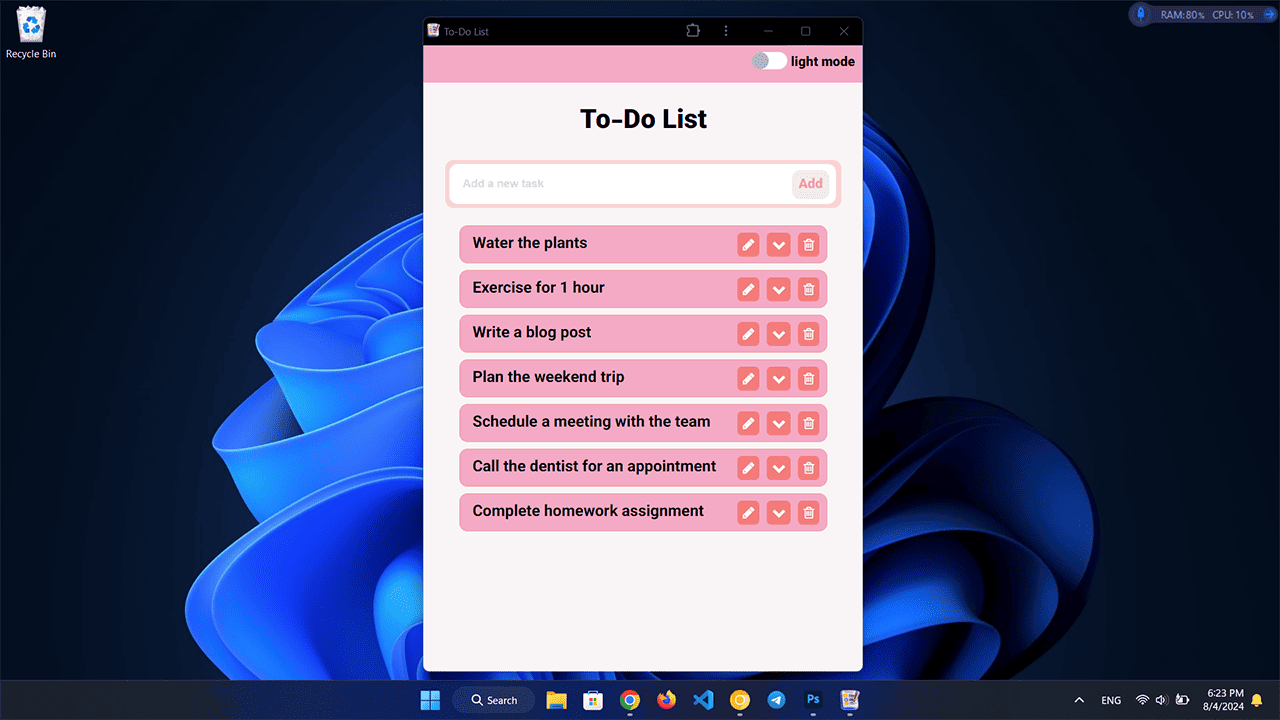 Recycle Bin
To-Do List
RAM:80% CPU: 10%
light mode
To-Do List
Add a new task
Add
Water the plants
Exercise for 1 hour
Write a blog post
Plan the weekend trip
Schedule a meeting with the team
Call the dentist for an appointment
Complete homework assignment
Search
Ps
ENG
6:23 PM
8/4/2024